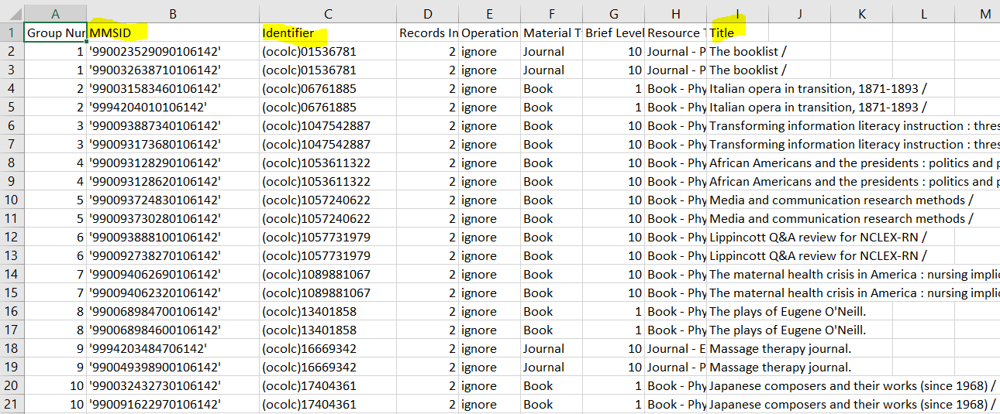 A B C D E F G H I J K L M
1 Group Nur MMSID Identifier Records In Operation Material T Brief Level Resource T Title
2 1 '990023529090106142' (ocolc)01536781 2 ignore Journal 10 Journal - P The booklist /
3 1 '990032638710106142' (ocolc)01536781 2 ignore Journal 10 Journal - P The booklist /
4 2 '990031583460106142' (ocolc)06761885 2 ignore Book 1 Book - Phy Italian opera in transition, 1871-1893 /
5 2 '9994204010106142' (ocolc)06761885 2 ignore Book 1 Book - Phy Italian opera in transition, 1871-1893 /
6 3 '990093887340106142' (ocolc)1047542887 2 ignore Book 10 Book - Phy Transforming information literacy instruction : thres
7 3 '990093173680106142' (ocolc)1047542887 2 ignore Book 10 Book - Phy Transforming information literacy instruction : thres
8 4 '990093128290106142' (ocolc)1053611322 2 ignore Book 10 Book - Phy African Americans and the presidents : politics and p
9 4 '990093128620106142' (ocolc)1053611322 2 ignore Book 10 Book - Phy African Americans and the presidents : politics and p
10 5 '990093724830106142' (ocolc)1057240622 2 ignore Book 10 Book - Phy Media and communication research methods /
11 5 '990093730280106142' (ocolc)1057240622 2 ignore Book 10 Book - Phy Media and communication research methods /
12 6 '990093888100106142' (ocolc)1057731979 2 ignore Book 10 Book - Phy Lippincott Q&A review for NCLEX-RN /
13 6 '990092738270106142' (ocolc)1057731979 2 ignore Book 10 Book - Phy Lippincott Q&A review for NCLEX-RN /
14 7 '990094062690106142' (ocolc)1089881067 2 ignore Book 10 Book - Phy The maternal health crisis in America : nursing implic
15 7 '990094062320106142' (ocolc)1089881067 2 ignore Book 10 Book - Phy The maternal health crisis in America : nursing implic
16 8 '990068984700106142' (ocolc)13401858 2 ignore Book 1 Book - Phy The plays of Eugene O'Neill.
17 8 '990068984600106142' (ocolc)13401858 2 ignore Book 1 Book - Phy The plays of Eugene O'Neill.
18 9 '9994203484706142' (ocolc)16669342 2 ignore Journal 10 Journal - E Massage therapy journal.
19 9 '990049398900106142' (ocolc)16669342 2 ignore Journal 10 Journal - P Massage therapy journal.
20 10 '990032432730106142' (ocolc)17404361 2 ignore Book 1 Book - Phy Japanese composers and their works (since 1968) /
21 10 '990091622970106142' (ocolc)17404361 2 ignore Book 1 Book - Phy Japanese composers and their works (since 1968) /